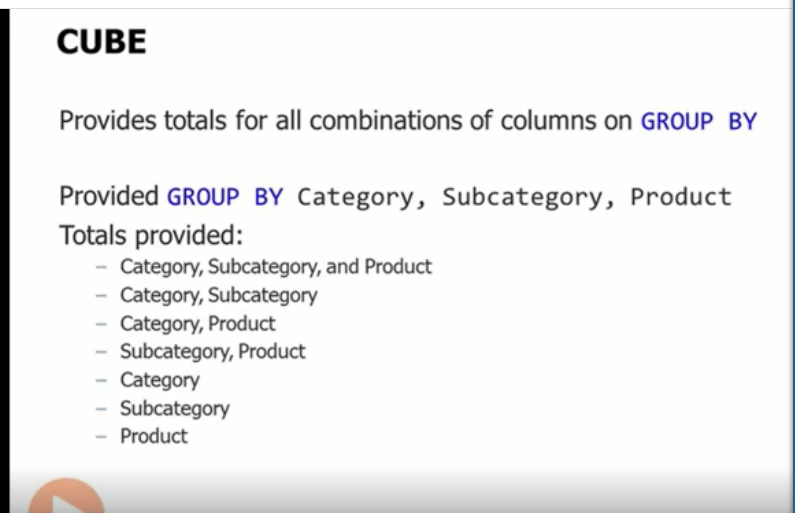 CUBE
Provides totals for all combinations of columns on GROUP BY
Provided GROUP BY Category, Subcategory, Product
Totals provided:
– Category, Subcategory, and Product
– Category, Subcategory
– Category, Product
– Subcategory, Product
– Category
– Subcategory
– Product